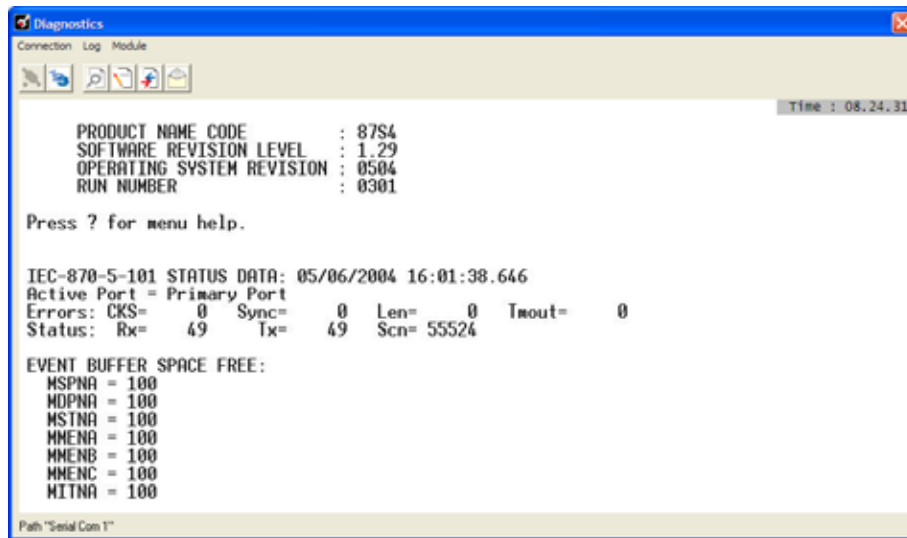 Diagnostics
Connection Log Module
Time : 08.24.31
PRODUCT NAME CODE : 87S4
SOFTWARE REVISION LEVEL : 1.29
OPERATING SYSTEM REVISION : 0504
RUN NUMBER : 0301
Press ? for menu help.
IEC-870-5-101 STATUS DATA: 05/06/2004 16:01:38.646
Active Port = Primary Port
Errors: CKS= 0 Sync= 0 Len= 0 Tmout= 0
Status: Rx= 49 Tx= 49 Scn= 55524
EVENT BUFFER SPACE FREE:
MSPNA = 100
MDPNA = 100
MSTNA = 100
MMENA = 100
MMENB = 100
MMENC = 100
MITNA = 100
Path "Serial Com 1"